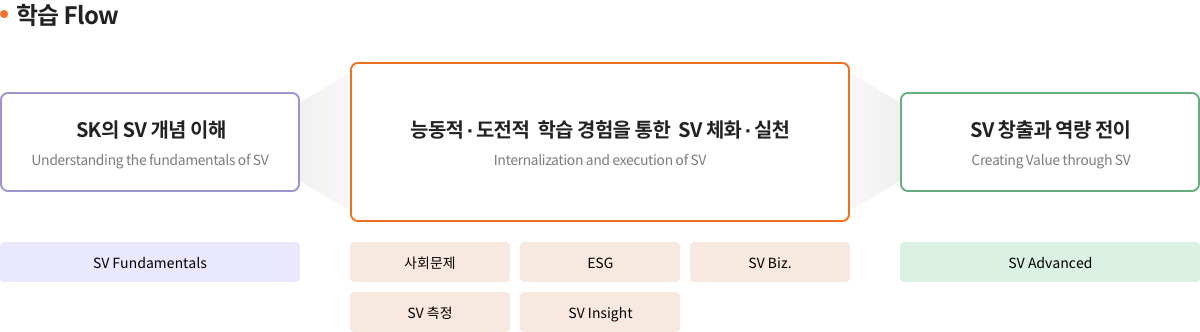 학습 Flow
SK의 SV 개념 이해
Understanding the fundamentals of SV
능동적 · 도전적 학습 경험을 통한 SV 체화 · 실천
Internalization and execution of SV
SV 창출과 역량 전이
Creating Value through SV
SV Fundamentals
사회문제
ESG
SV Biz.
SV 측정
SV Insight
SV Advanced